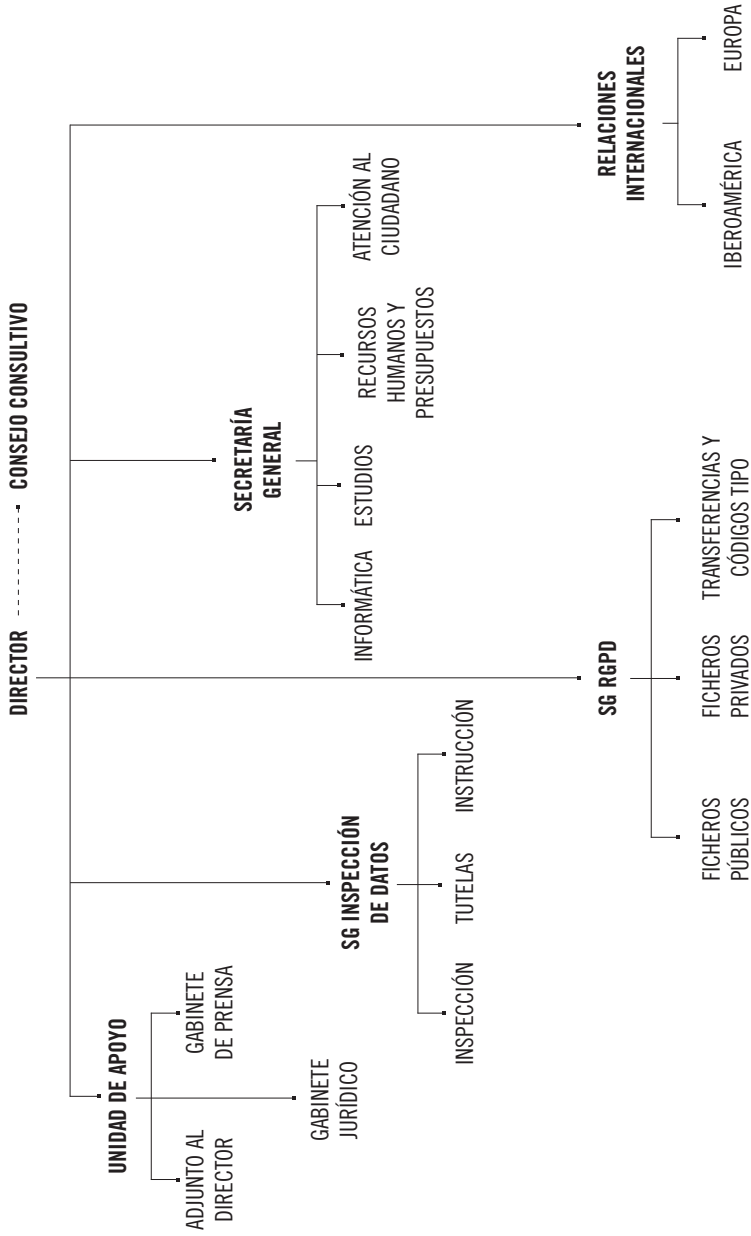 DIRECTOR
CONSEJO CONSULTIVO
UNIDAD DE APOYO
ADJUNTO AL
DIRECTOR
GABINETE
DE PRENSA
GABINETE
JURÍDICO
SG INSPECCIÓN
DE DATOS
INSPECCIÓN
TUTELAS
INSTRUCCIÓN
SECRETARÍA
GENERAL
INFORMÁTICA
ESTUDIOS
RECURSOS
HUMANOS Y
PRESUPUESTOS
ATENCIÓN AL
CIUDADANO
SG RGPD
FICHEROS
PÚBLICOS
FICHEROS
PRIVADOS
TRANSFERENCIAS Y
CÓDIGOS TIPO
RELACIONES
INTERNACIONALES
IBEROAMÉRICA
EUROPA